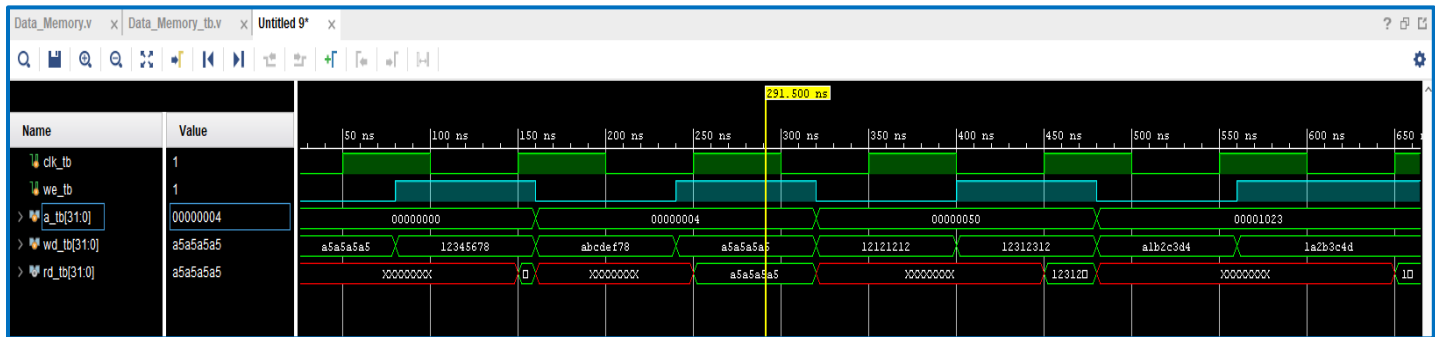 Data_Memory.v x Data_Memory_tb.v x Untitled 9* x ?
291.500 ns
Name Value 50 ns 100 ns 150 ns 200 ns 250 ns 300 ns 350 ns 400 ns 450 ns 500 ns 550 ns 600 ns 650
clk_tb 1
we_tb 1
> a_tb[31:0] 00000004 00000000 00000004 00000050 00001023
> wd_tb[31:0] a5a5a5a5 a5a5a5a5 12345678 abcdef78 a5a5a5a5 12121212 12312312 a1b2c3d4 1a2b3c4d
> rd_tb[31:0] a5a5a5a5 XXXXXXXX XXXXXXXX a5a5a5a5 XXXXXXXX 12312 XXXXXXXX 1